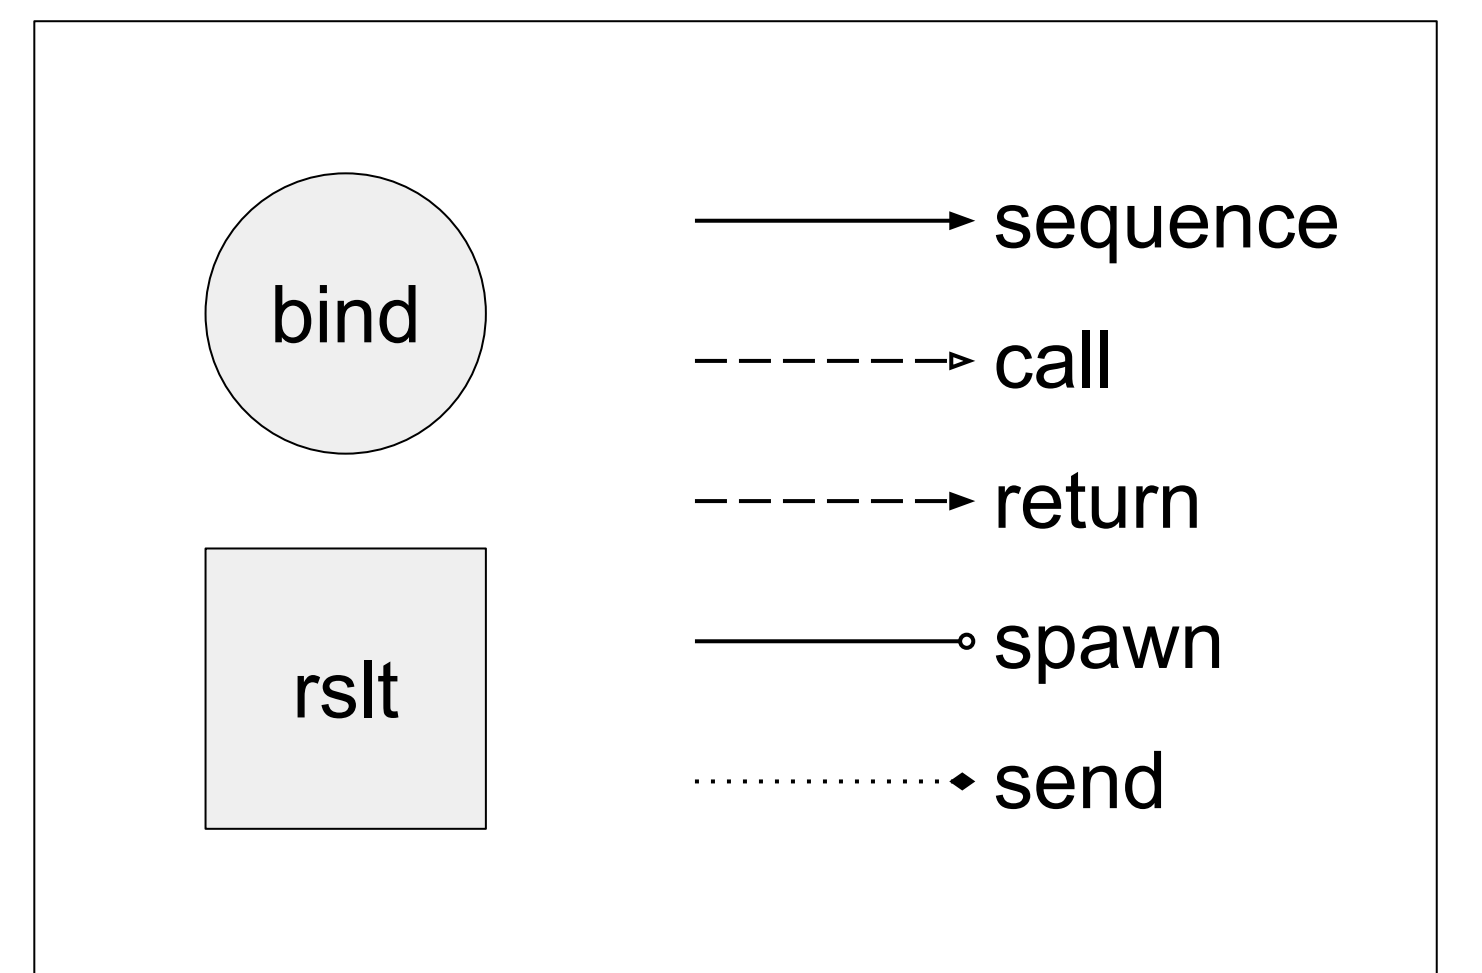 bind
rslt
sequence
call
return
spawn
send